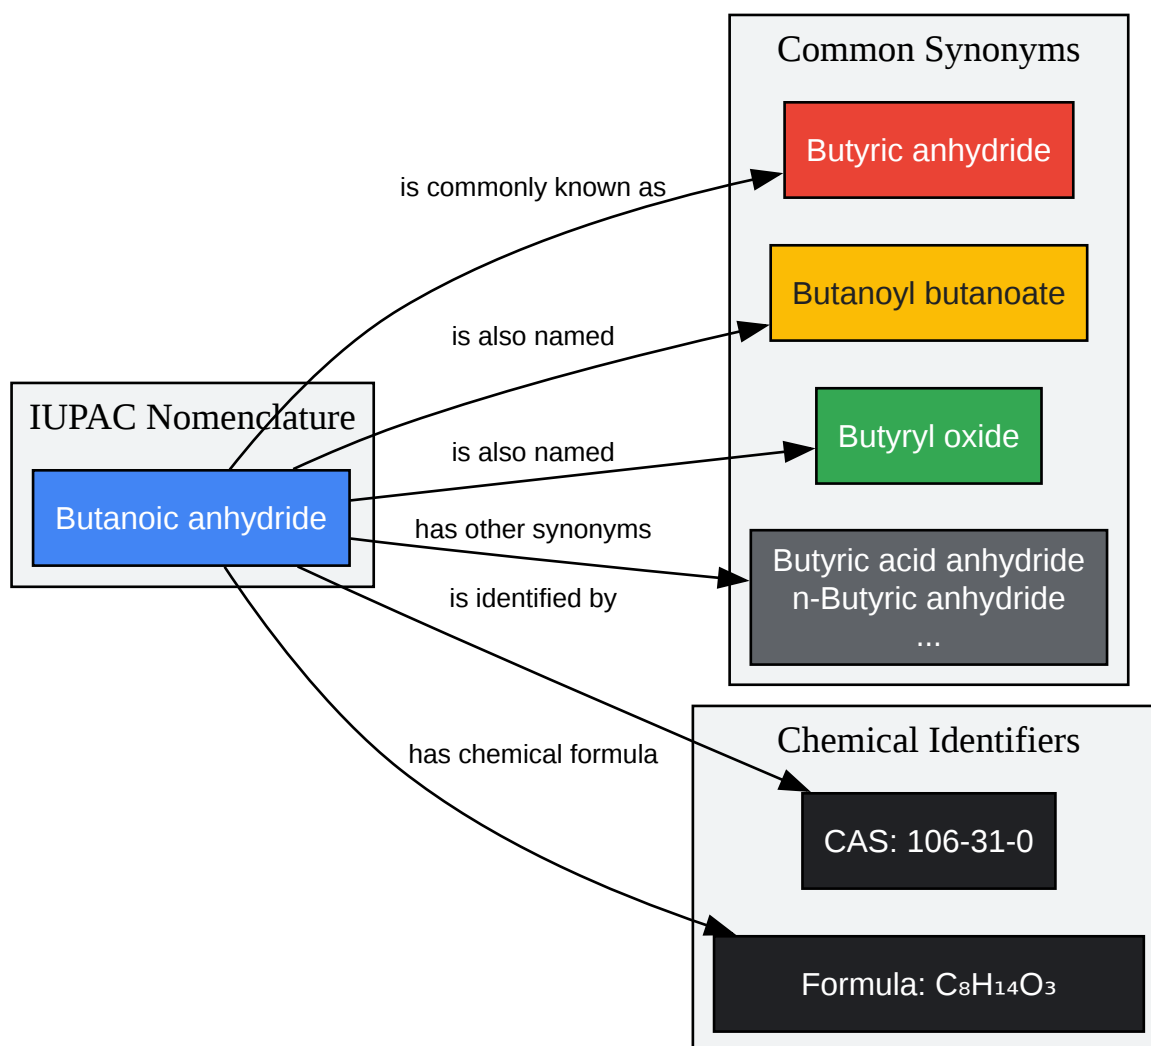 Common Synonyms
Butyric anhydride
is commonly known as
Butanoyl butanoate
is also named
IUPAC Nomenclature
Butanoic anhydride
is also named
Butyryl oxide
has other synonyms
Butyric acid anhydride
n-Butyric anhydride
...
is identified by
has chemical formula
Chemical Identifiers
CAS: 106-31-0
Formula: C₈H₁₄O₃